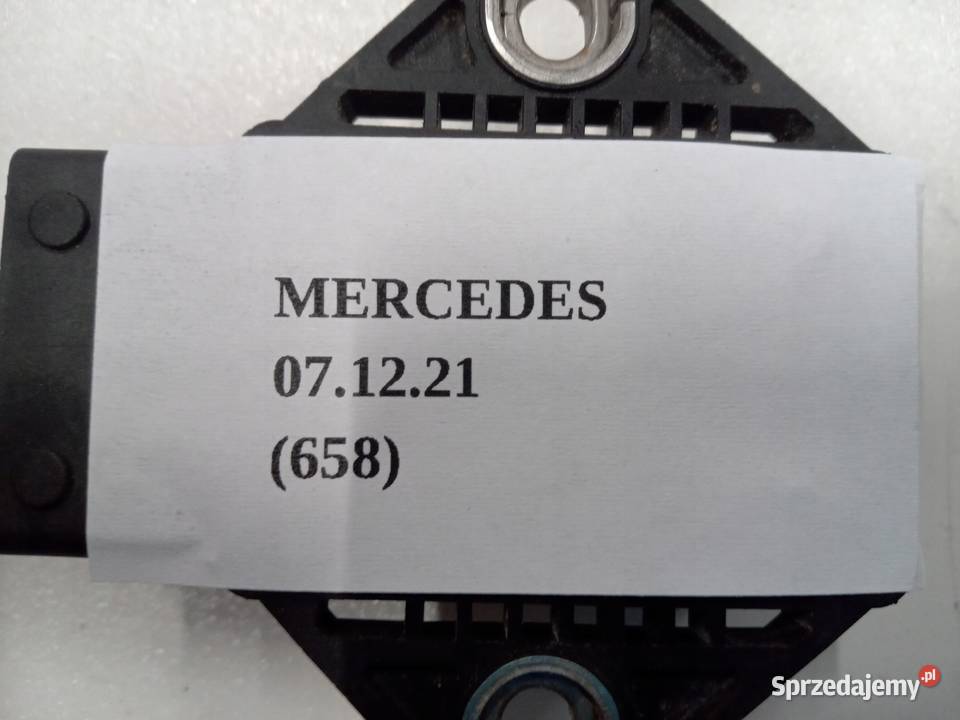 MERCEDES
07.12.21
(658)
Sprzedajemy.pl